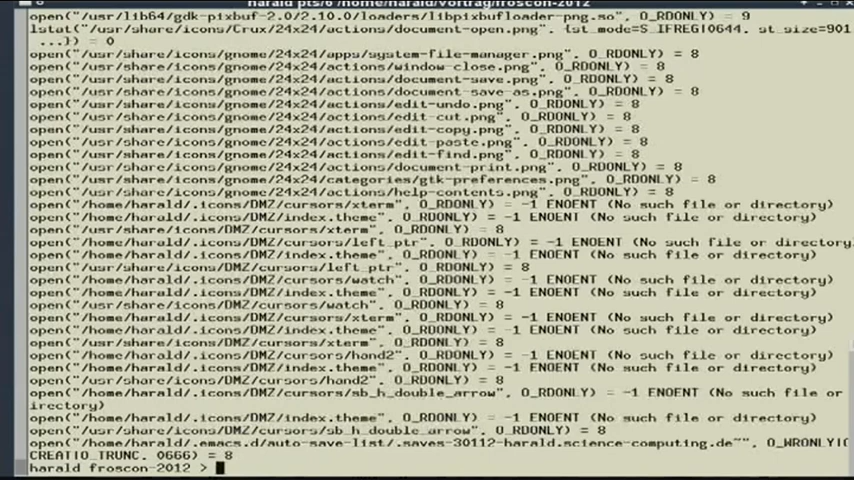 harald pts/6 /home/harald/vortrag/froscon-2012
open("/usr/lib64/gdk-pixbuf-2.0/2.10.0/loaders/libpixbufloader-png.so", O_RDONLY) = 9
lstat("/usr/share/icons/Crux/24x24/actions/document-open.png", {st_mode=S_IFREG|0644, st_size=901
, ...}) = 0
open("/usr/share/icons/gnome/24x24/apps/system-file-manager.png", O_RDONLY) = 8
open("/usr/share/icons/gnome/24x24/actions/window-close.png", O_RDONLY) = 8
open("/usr/share/icons/gnome/24x24/actions/document-save.png", O_RDONLY) = 8
open("/usr/share/icons/gnome/24x24/actions/document-save-as.png", O_RDONLY) = 8
open("/usr/share/icons/gnome/24x24/actions/edit-undo.png", O_RDONLY) = 8
open("/usr/share/icons/gnome/24x24/actions/edit-cut.png", O_RDONLY) = 8
open("/usr/share/icons/gnome/24x24/actions/edit-copy.png", O_RDONLY) = 8
open("/usr/share/icons/gnome/24x24/actions/edit-paste.png", O_RDONLY) = 8
open("/usr/share/icons/gnome/24x24/actions/edit-find.png", O_RDONLY) = 8
open("/usr/share/icons/gnome/24x24/actions/document-print.png", O_RDONLY) = 8
open("/usr/share/icons/gnome/24x24/categories/gtk-preferences.png", O_RDONLY) = 8
open("/usr/share/icons/gnome/24x24/actions/help-contents.png", O_RDONLY) = 8
open("/home/harald/.icons/DMZ/cursors/xterm", O_RDONLY) = -1 ENOENT (No such file or directory)
open("/home/harald/.icons/DMZ/index.theme", O_RDONLY) = -1 ENOENT (No such file or directory)
open("/usr/share/icons/DMZ/cursors/xterm", O_RDONLY) = 8
open("/home/harald/.icons/DMZ/cursors/left_ptr", O_RDONLY) = -1 ENOENT (No such file or directory)
open("/home/harald/.icons/DMZ/index.theme", O_RDONLY) = -1 ENOENT (No such file or directory)
open("/usr/share/icons/DMZ/cursors/left_ptr", O_RDONLY) = 8
open("/home/harald/.icons/DMZ/cursors/watch", O_RDONLY) = -1 ENOENT (No such file or directory)
open("/home/harald/.icons/DMZ/index.theme", O_RDONLY) = -1 ENOENT (No such file or directory)
open("/usr/share/icons/DMZ/cursors/watch", O_RDONLY) = 8
open("/home/harald/.icons/DMZ/cursors/xterm", O_RDONLY) = -1 ENOENT (No such file or directory)
open("/home/harald/.icons/DMZ/index.theme", O_RDONLY) = -1 ENOENT (No such file or directory)
open("/usr/share/icons/DMZ/cursors/xterm", O_RDONLY) = 8
open("/home/harald/.icons/DMZ/cursors/hand2", O_RDONLY) = -1 ENOENT (No such file or directory)
open("/home/harald/.icons/DMZ/index.theme", O_RDONLY) = -1 ENOENT (No such file or directory)
open("/usr/share/icons/DMZ/cursors/hand2", O_RDONLY) = 8
open("/home/harald/.icons/DMZ/cursors/sb_h_double_arrow", O_RDONLY) = -1 ENOENT (No such file or d
irectory)
open("/home/harald/.icons/DMZ/index.theme", O_RDONLY) = -1 ENOENT (No such file or directory)
open("/usr/share/icons/DMZ/cursors/sb_h_double_arrow", O_RDONLY) = 8
open("/home/harald/.emacs.d/auto-save-list/.saves-30112-harald.science-computing.de~", O_WRONLY|O_
CREAT|O_TRUNC, 0666) = 8
harald froscon-2012 >